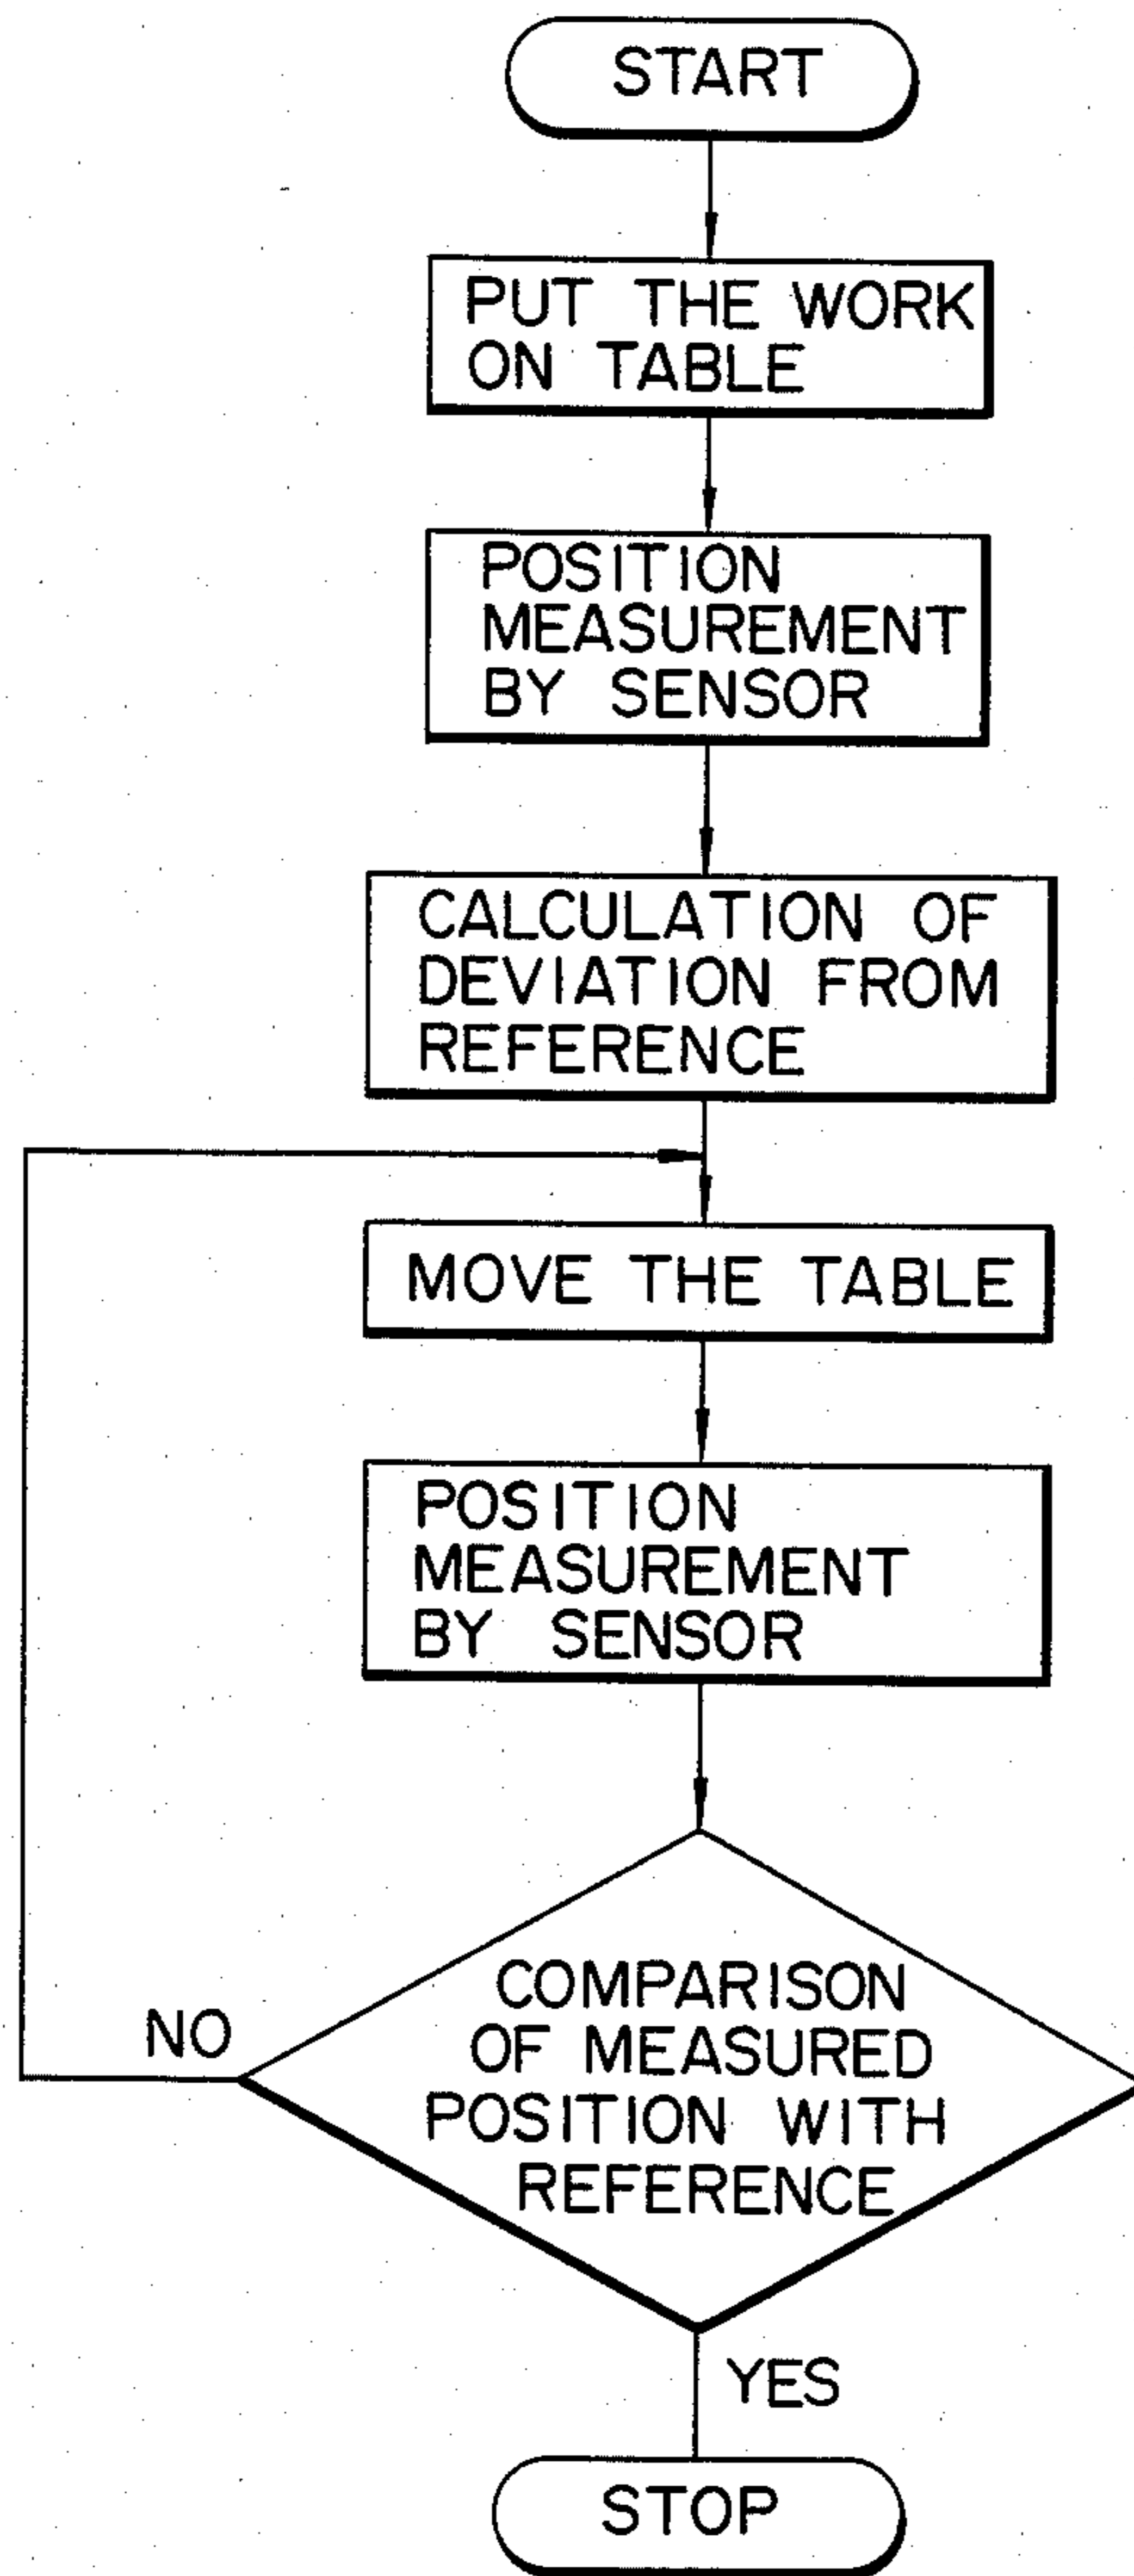 START
PUT THE WORK
ON TABLE
POSITION
MEASUREMENT
BY SENSOR
CALCULATION OF
DEVIATION FROM
REFERENCE
MOVE THE TABLE
POSITION
MEASUREMENT
BY SENSOR
COMPARISON
OF MEASURED
POSITION WITH
REFERENCE
NO
YES
STOP